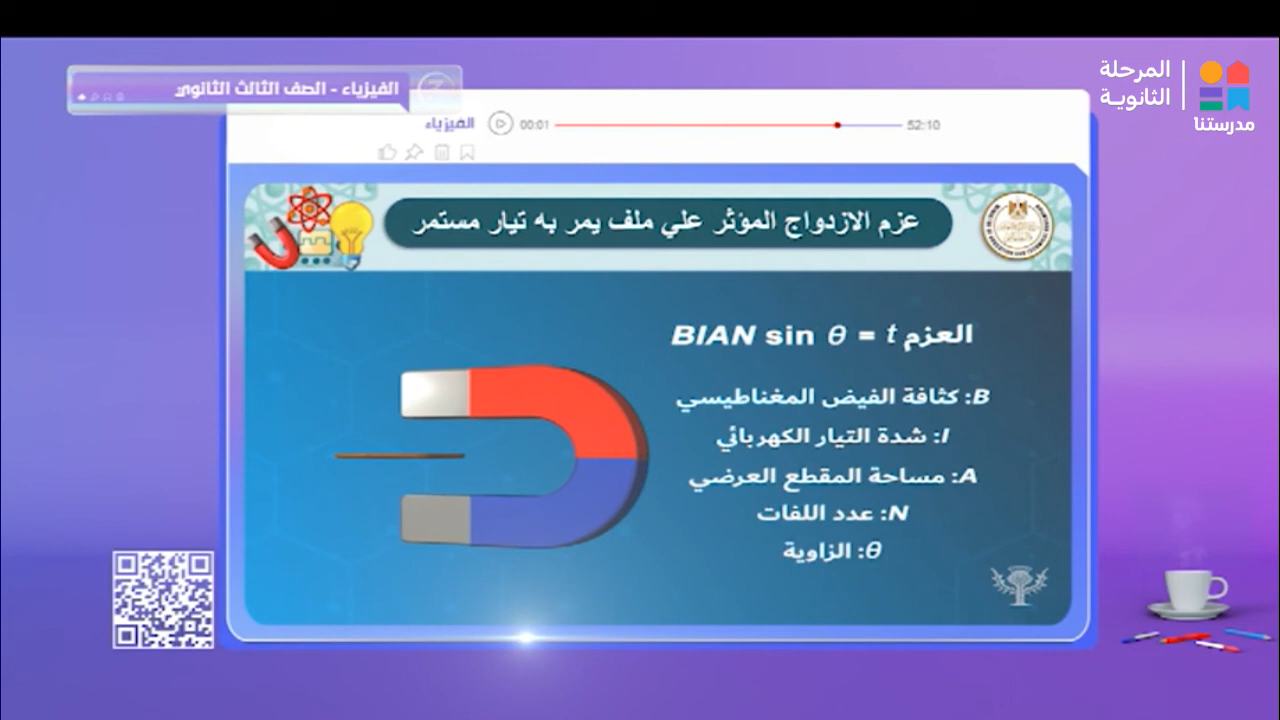 المرحلة
الثانوية
مدرستنا
الفيزياء - الصف الثالث الثانوي
الفيزياء
00:01
52:10
عزم الازدواج المؤثر علي ملف يمر به تيار مستمر
العزم BIAN sin θ = t
B: كثافة الفيض المغناطيسي
I: شدة التيار الكهربائي
A: مساحة المقطع العرضي
N: عدد اللفات
θ: الزاوية